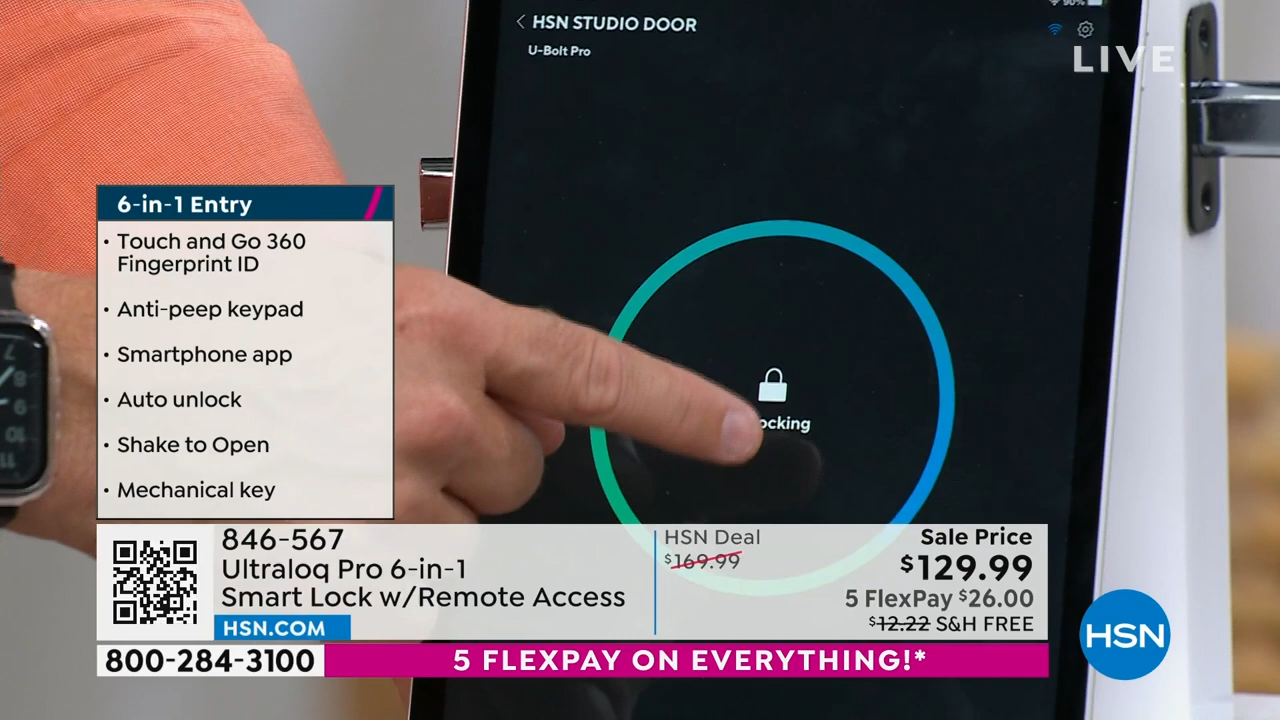 HSN STUDIO DOOR
U-Bolt Pro
90%
LIVE
ocking
6-in-1 Entry
• Touch and Go 360
Fingerprint ID
• Anti-peep keypad
• Smartphone app
• Auto unlock
• Shake to Open
• Mechanical key
846-567
Ultraloq Pro 6-in-1
Smart Lock w/Remote Access
HSN.COM
HSN Deal
$169.99
Sale Price
$129.99
5 FlexPay $26.00
$12.22 S&H FREE
800-284-3100
5 FLEXPAY ON EVERYTHING!*
HSN